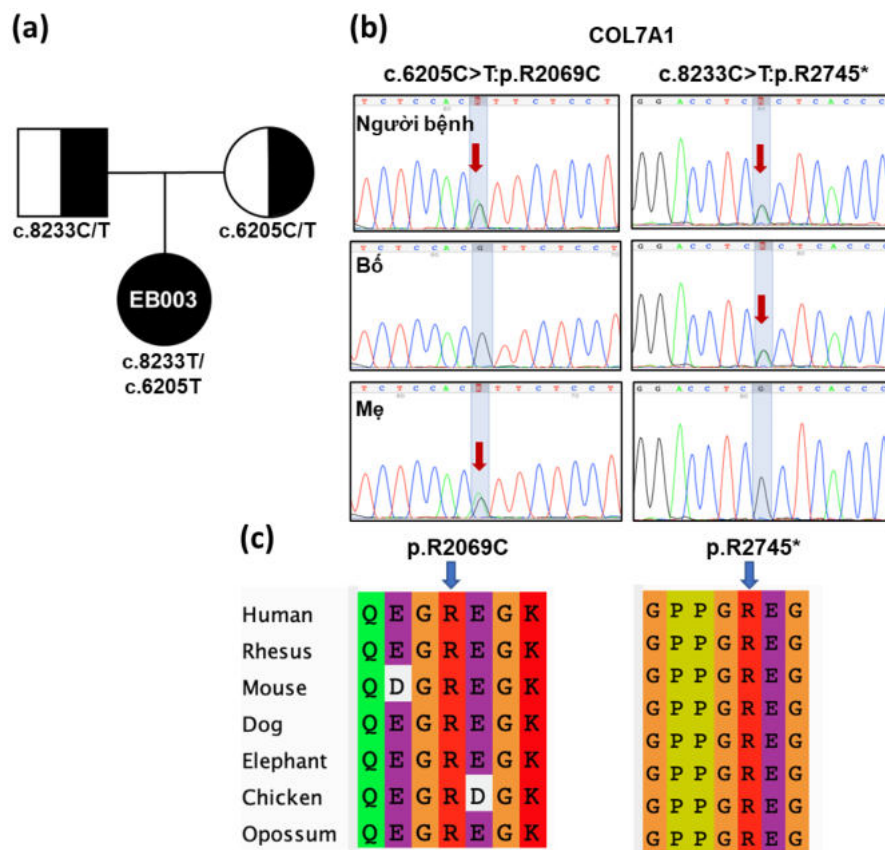 (a)
c.8233C/T
c.6205C/T
EB003
c.8233T/
c.6205T
(b)
COL7A1
c.6205C>T:p.R2069C
c.8233C>T:p.R2745*
Người bệnh
Bố
T C T C C A C G T T C T C C T
G G A C C T C
C T C A C C C
Mẹ
G G A C C T C G C T C A C C C
(c)
p.R2069C
p.R2745*
Human Q E G R E G K
Rhesus Q E G R E G K
Mouse Q D G R E G K
Dog Q E G R E G K
Elephant Q E G R E G K
Chicken Q E G R D G K
Opossum Q E G R E G K
G P P G R E G
G P P G R E G
G P P G R E G
G P P G R E G
G P P G R E G
G P P G R E G
G P P G R E G
G P P G R E G